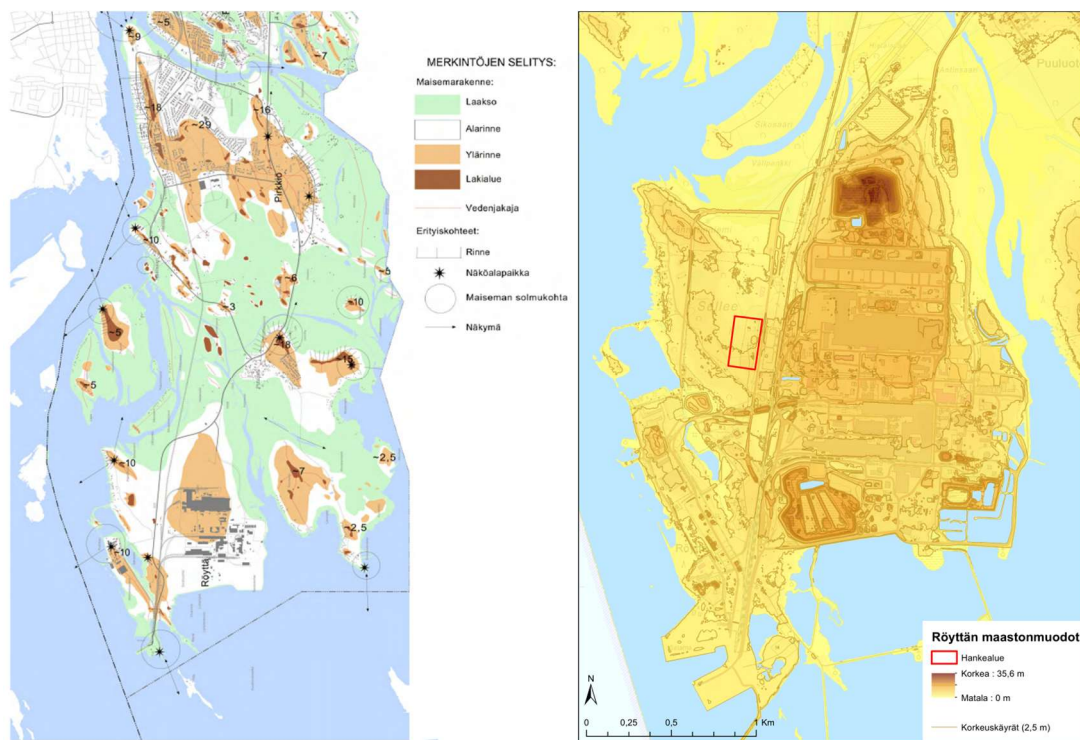 ~9
~5
~7
~18
~16
~29
Pirkkiö
~10
~5
~6
~10
~3
~5
~18
~15
~5
~10
~7
~2,5
~2,5
~10
Röyttä
MERKINTÖJEN SELITYS:
Maisemarakenne:
Laakso
Alarinne
Ylärinne
Lakialue
Vedenjakaja
Erityiskohteet:
Rinne
Näköalapaikka
Maiseman solmukohta
Näkymä
Puuluoto
N
0 0,25 0,5 1 Km
Röyttän maastonmuodot
Hankealue
Korkea : 35,6 m
Matala : 0 m
Korkeuskäyrät (2,5 m)